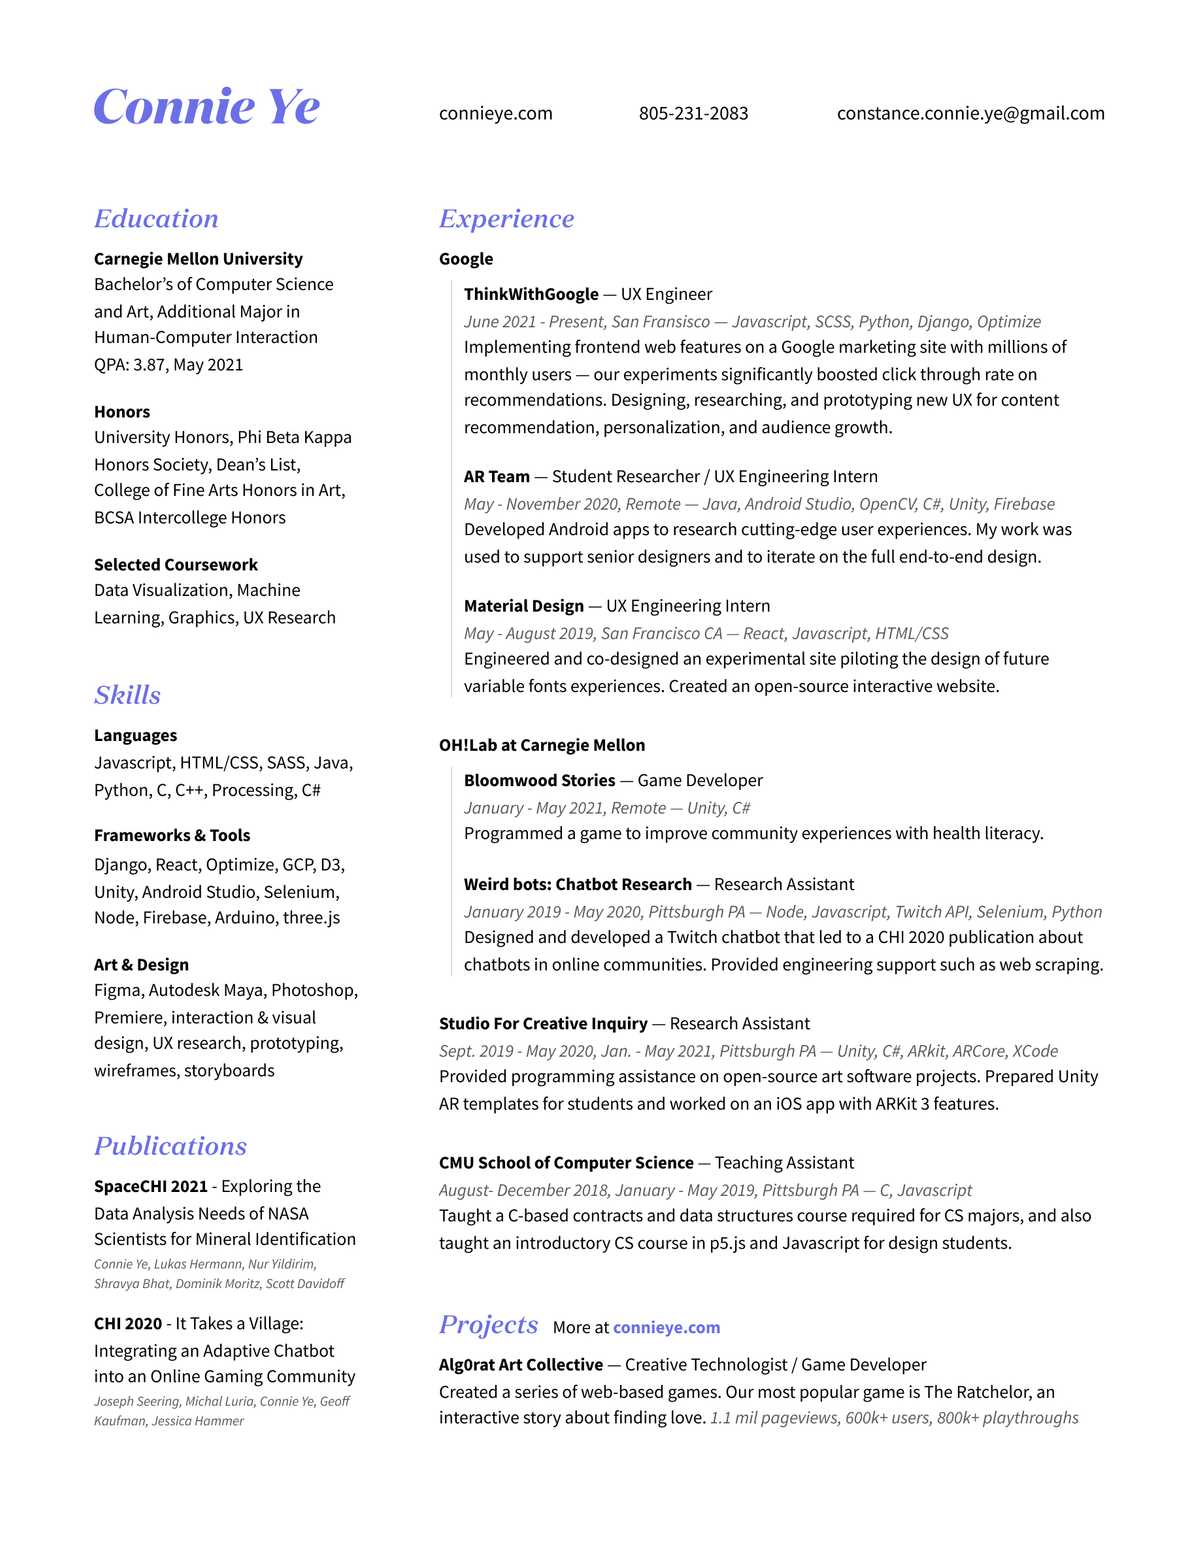 Connie Ye
connieye.com
805-231-2083
constance.connie.ye@gmail.com
Education
Carnegie Mellon University
Bachelor’s of Computer Science
and Art, Additional Major in
Human-Computer Interaction
QPA: 3.87, May 2021
Honors
University Honors, Phi Beta Kappa
Honors Society, Dean’s List,
College of Fine Arts Honors in Art,
BCSA Intercollege Honors
Selected Coursework
Data Visualization, Machine
Learning, Graphics, UX Research
Skills
Languages
Javascript, HTML/CSS, SASS, Java,
Python, C, C++, Processing, C#
Frameworks & Tools
Django, React, Optimize, GCP, D3,
Unity, Android Studio, Selenium,
Node, Firebase, Arduino, three.js
Art & Design
Figma, Autodesk Maya, Photoshop,
Premiere, interaction & visual
design, UX research, prototyping,
wireframes, storyboards
Publications
SpaceCHI 2021 - Exploring the
Data Analysis Needs of NASA
Scientists for Mineral Identification
Connie Ye, Lukas Hermann, Nur Yildirim,
Shravya Bhat, Dominik Moritz, Scott Davidoff
CHI 2020 - It Takes a Village:
Integrating an Adaptive Chatbot
into an Online Gaming Community
Joseph Seering, Michal Luria, Connie Ye, Geoff
Kaufman, Jessica Hammer
Experience
Google
ThinkWithGoogle — UX Engineer
June 2021 - Present, San Fransisco — Javascript, SCSS, Python, Django, Optimize
Implementing frontend web features on a Google marketing site with millions of
monthly users — our experiments significantly boosted click through rate on
recommendations. Designing, researching, and prototyping new UX for content
recommendation, personalization, and audience growth.
AR Team — Student Researcher / UX Engineering Intern
May - November 2020, Remote — Java, Android Studio, OpenCV, C#, Unity, Firebase
Developed Android apps to research cutting-edge user experiences. My work was
used to support senior designers and to iterate on the full end-to-end design.
Material Design — UX Engineering Intern
May - August 2019, San Francisco CA — React, Javascript, HTML/CSS
Engineered and co-designed an experimental site piloting the design of future
variable fonts experiences. Created an open-source interactive website.
OH!Lab at Carnegie Mellon
Bloomwood Stories — Game Developer
January - May 2021, Remote — Unity, C#
Programmed a game to improve community experiences with health literacy.
Weird bots: Chatbot Research — Research Assistant
January 2019 - May 2020, Pittsburgh PA — Node, Javascript, Twitch API, Selenium, Python
Designed and developed a Twitch chatbot that led to a CHI 2020 publication about
chatbots in online communities. Provided engineering support such as web scraping.
Studio For Creative Inquiry — Research Assistant
Sept. 2019 - May 2020, Jan. - May 2021, Pittsburgh PA — Unity, C#, ARkit, ARCore, XCode
Provided programming assistance on open-source art software projects. Prepared Unity
AR templates for students and worked on an iOS app with ARKit 3 features.
CMU School of Computer Science — Teaching Assistant
August- December 2018, January - May 2019, Pittsburgh PA — C, Javascript
Taught a C-based contracts and data structures course required for CS majors, and also
taught an introductory CS course in p5.js and Javascript for design students.
Projects More at connieye.com
Alg0rat Art Collective — Creative Technologist / Game Developer
Created a series of web-based games. Our most popular game is The Ratchelor, an
interactive story about finding love. 1.1 mil pageviews, 600k+ users, 800k+ playthroughs